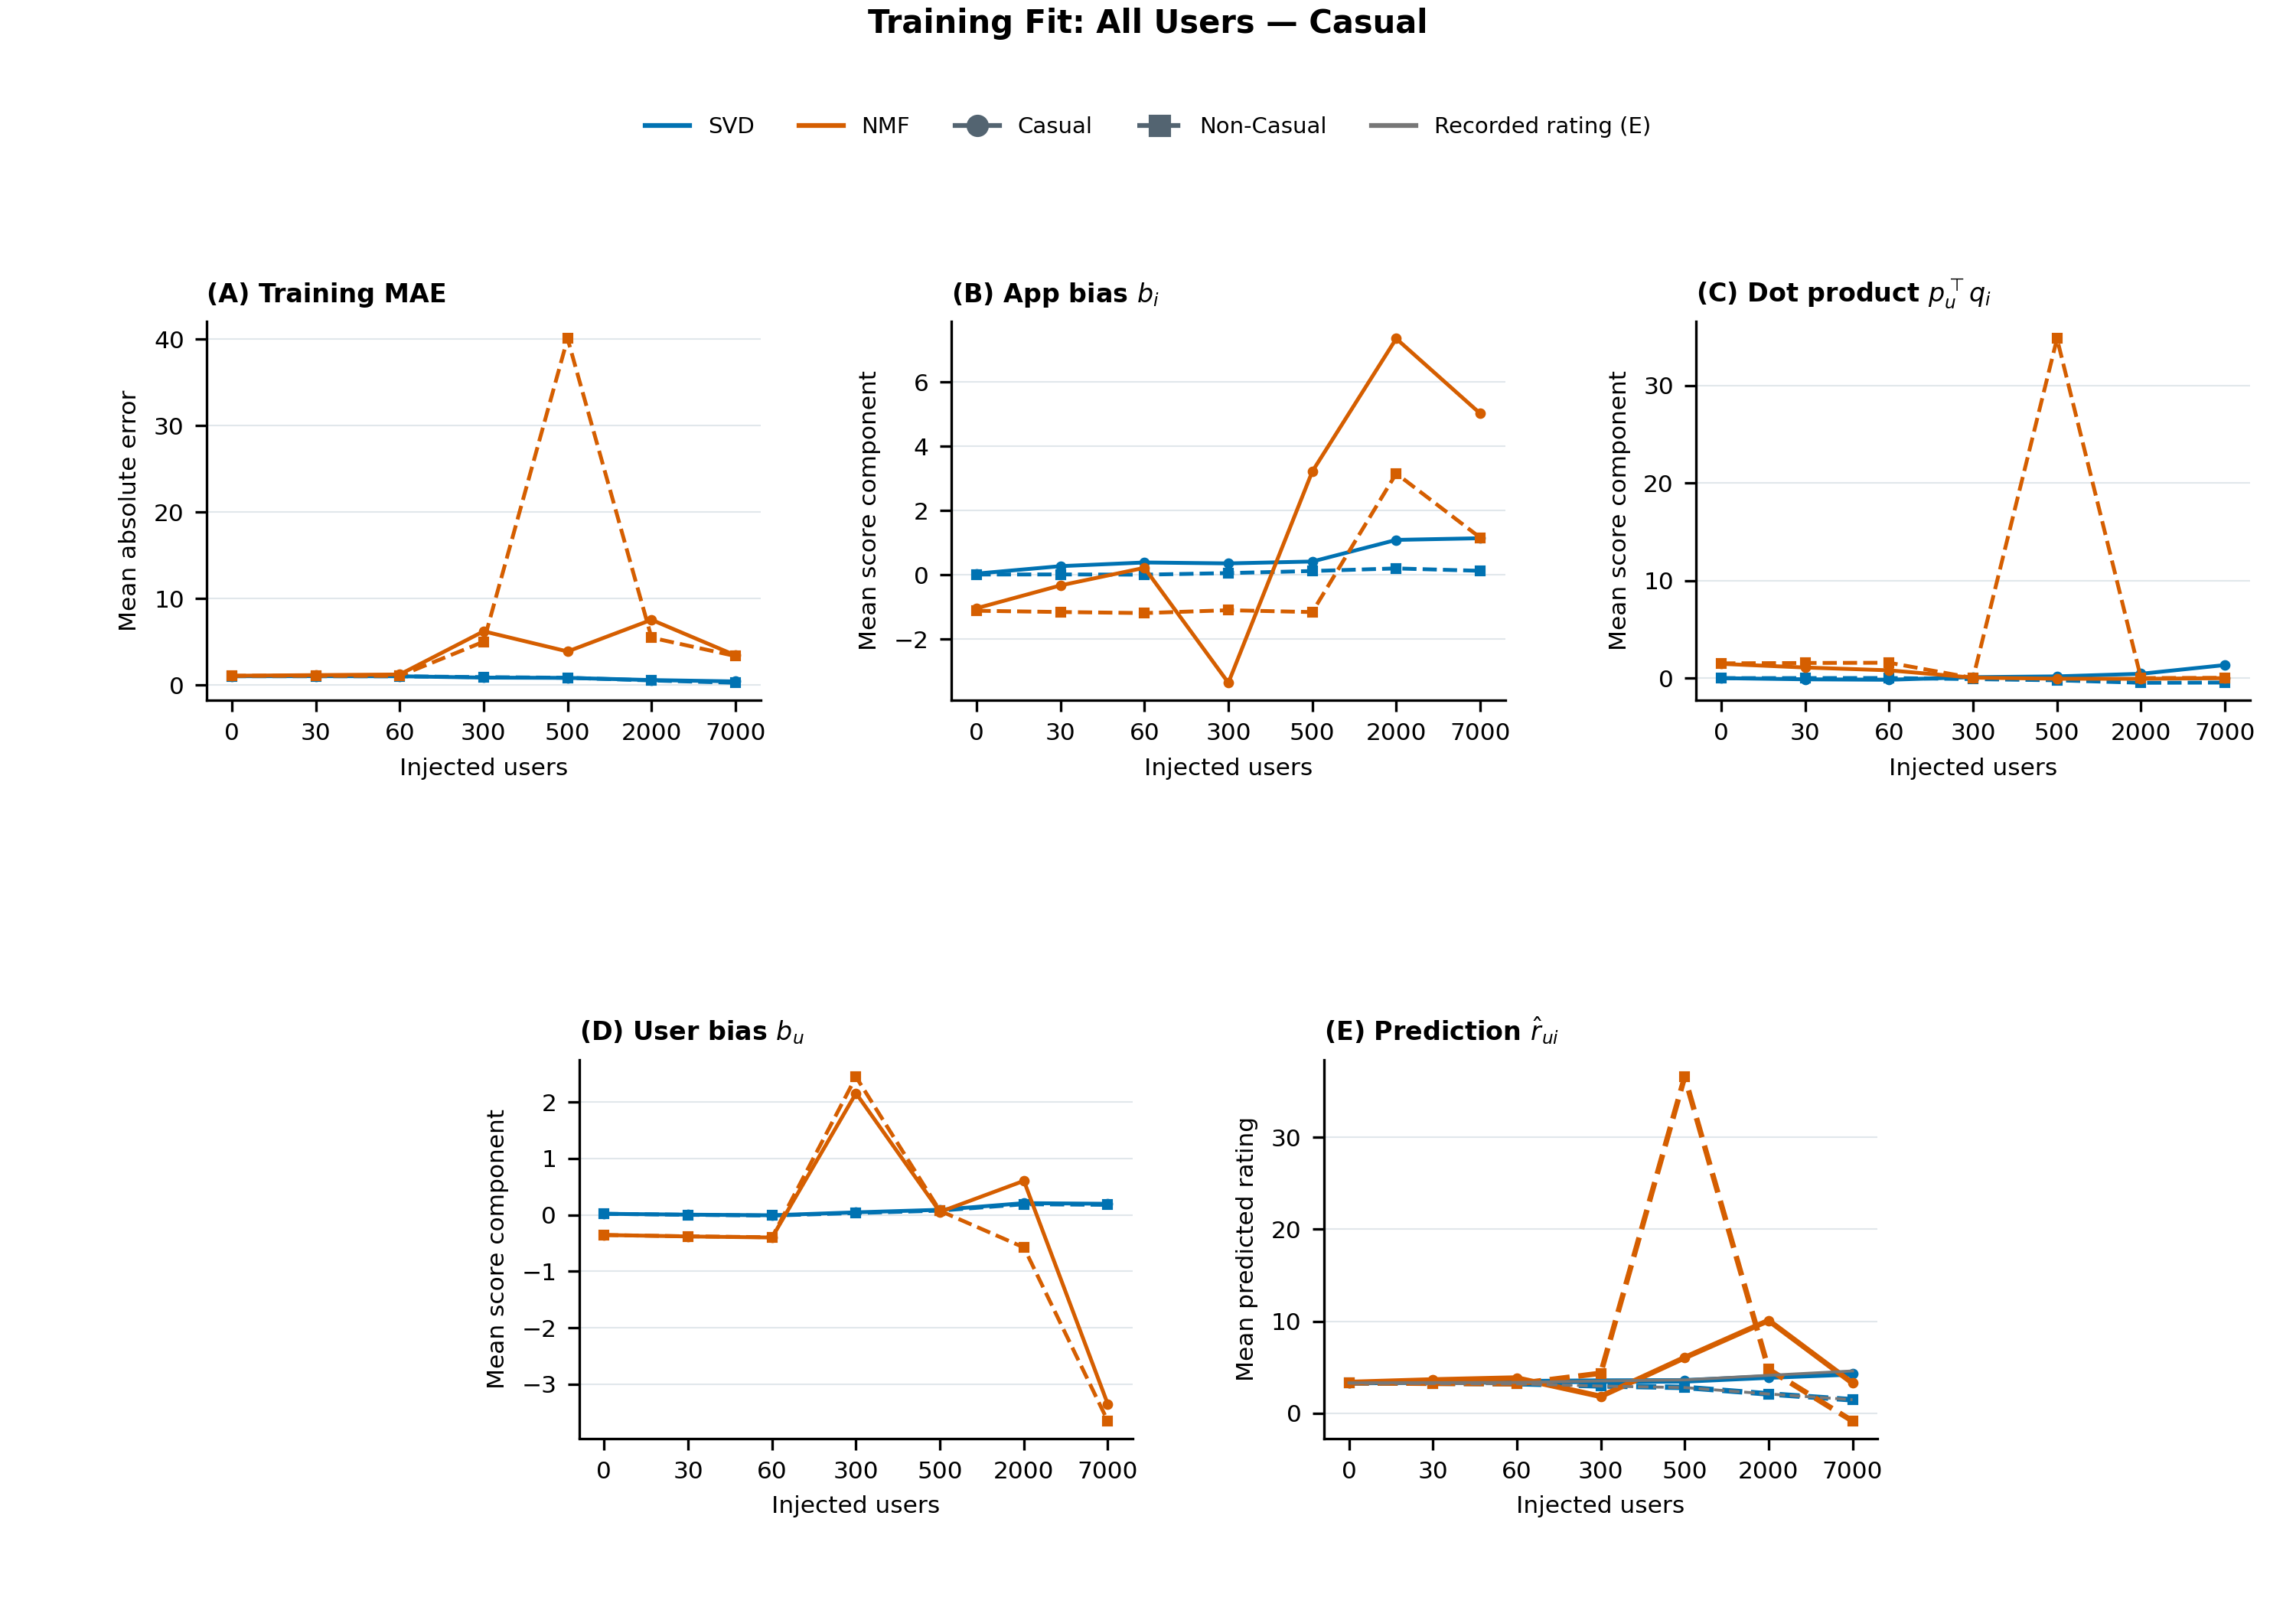 Training Fit: All Users — Casual
SVD NMF Casual Non-Casual Recorded rating (E)
(A) Training MAE
Mean absolute error
40
30
20
10
0
0 30 60 300 500 2000 7000
Injected users
(B) App bias b_i
Mean score component
6
4
2
0
−2
0 30 60 300 500 2000 7000
Injected users
(C) Dot product p_u^⊤ q_i
Mean score component
30
20
10
0
0 30 60 300 500 2000 7000
Injected users
(D) User bias b_u
Mean score component
2
1
0
−1
−2
−3
0 30 60 300 500 2000 7000
Injected users
(E) Prediction r̂_ui
Mean predicted rating
30
20
10
0
0 30 60 300 500 2000 7000
Injected users